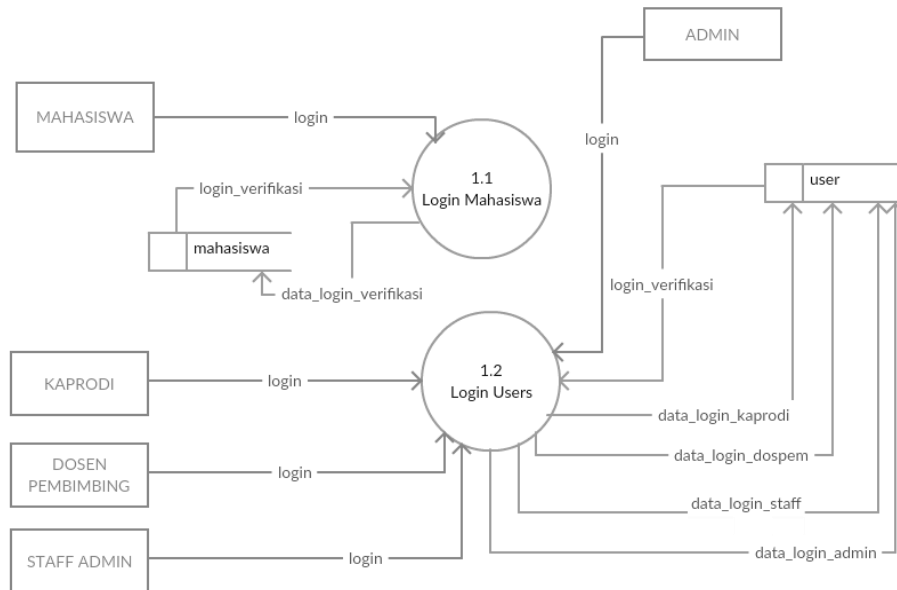 ADMIN
MAHASISWA
login
login
1.1
Login Mahasiswa
user
login_verifikasi
mahasiswa
login_verifikasi
data_login_verifikasi
KAPRODI
login
1.2
Login Users
data_login_kaprodi
DOSEN
PEMBIMBING
login
data_login_dospem
data_login_staff
STAFF ADMIN
login
data_login_admin